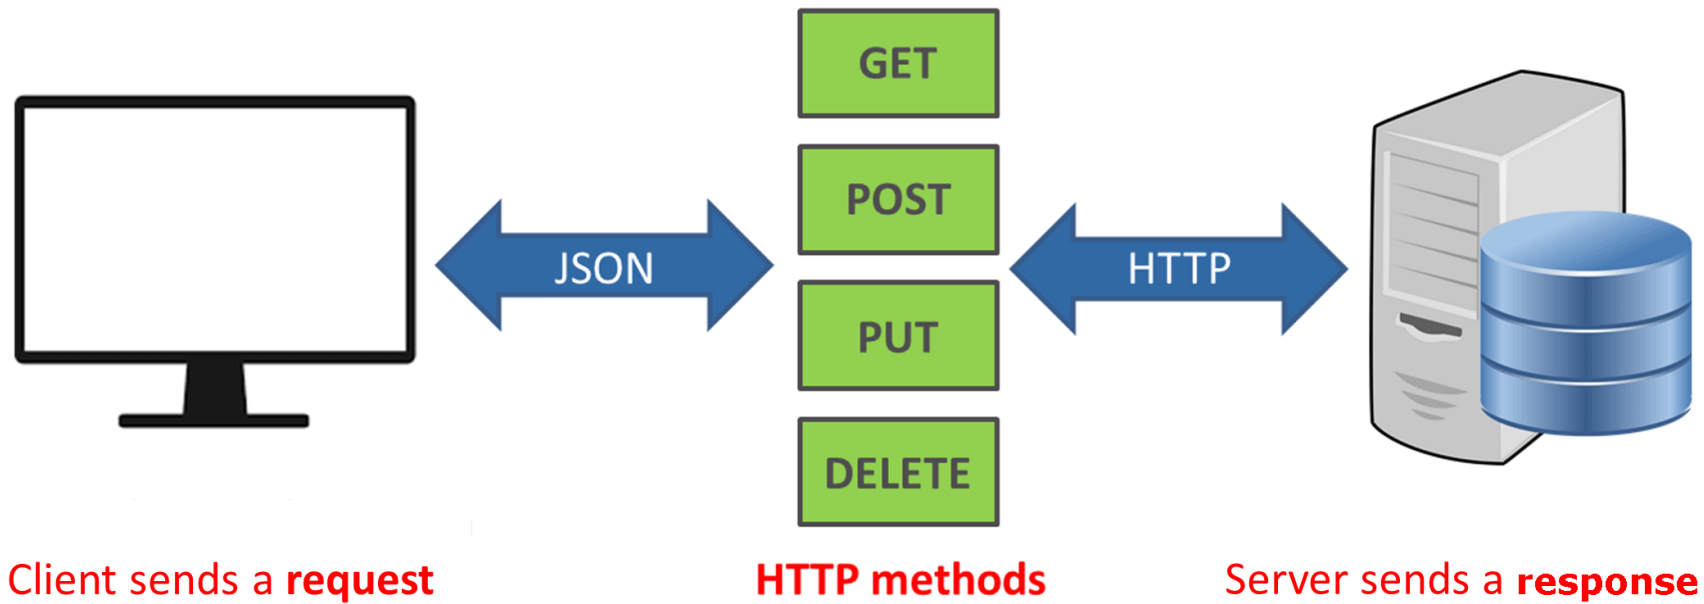 GET
POST
JSON
HTTP
PUT
DELETE
Client sends a request
HTTP methods
Server sends a response